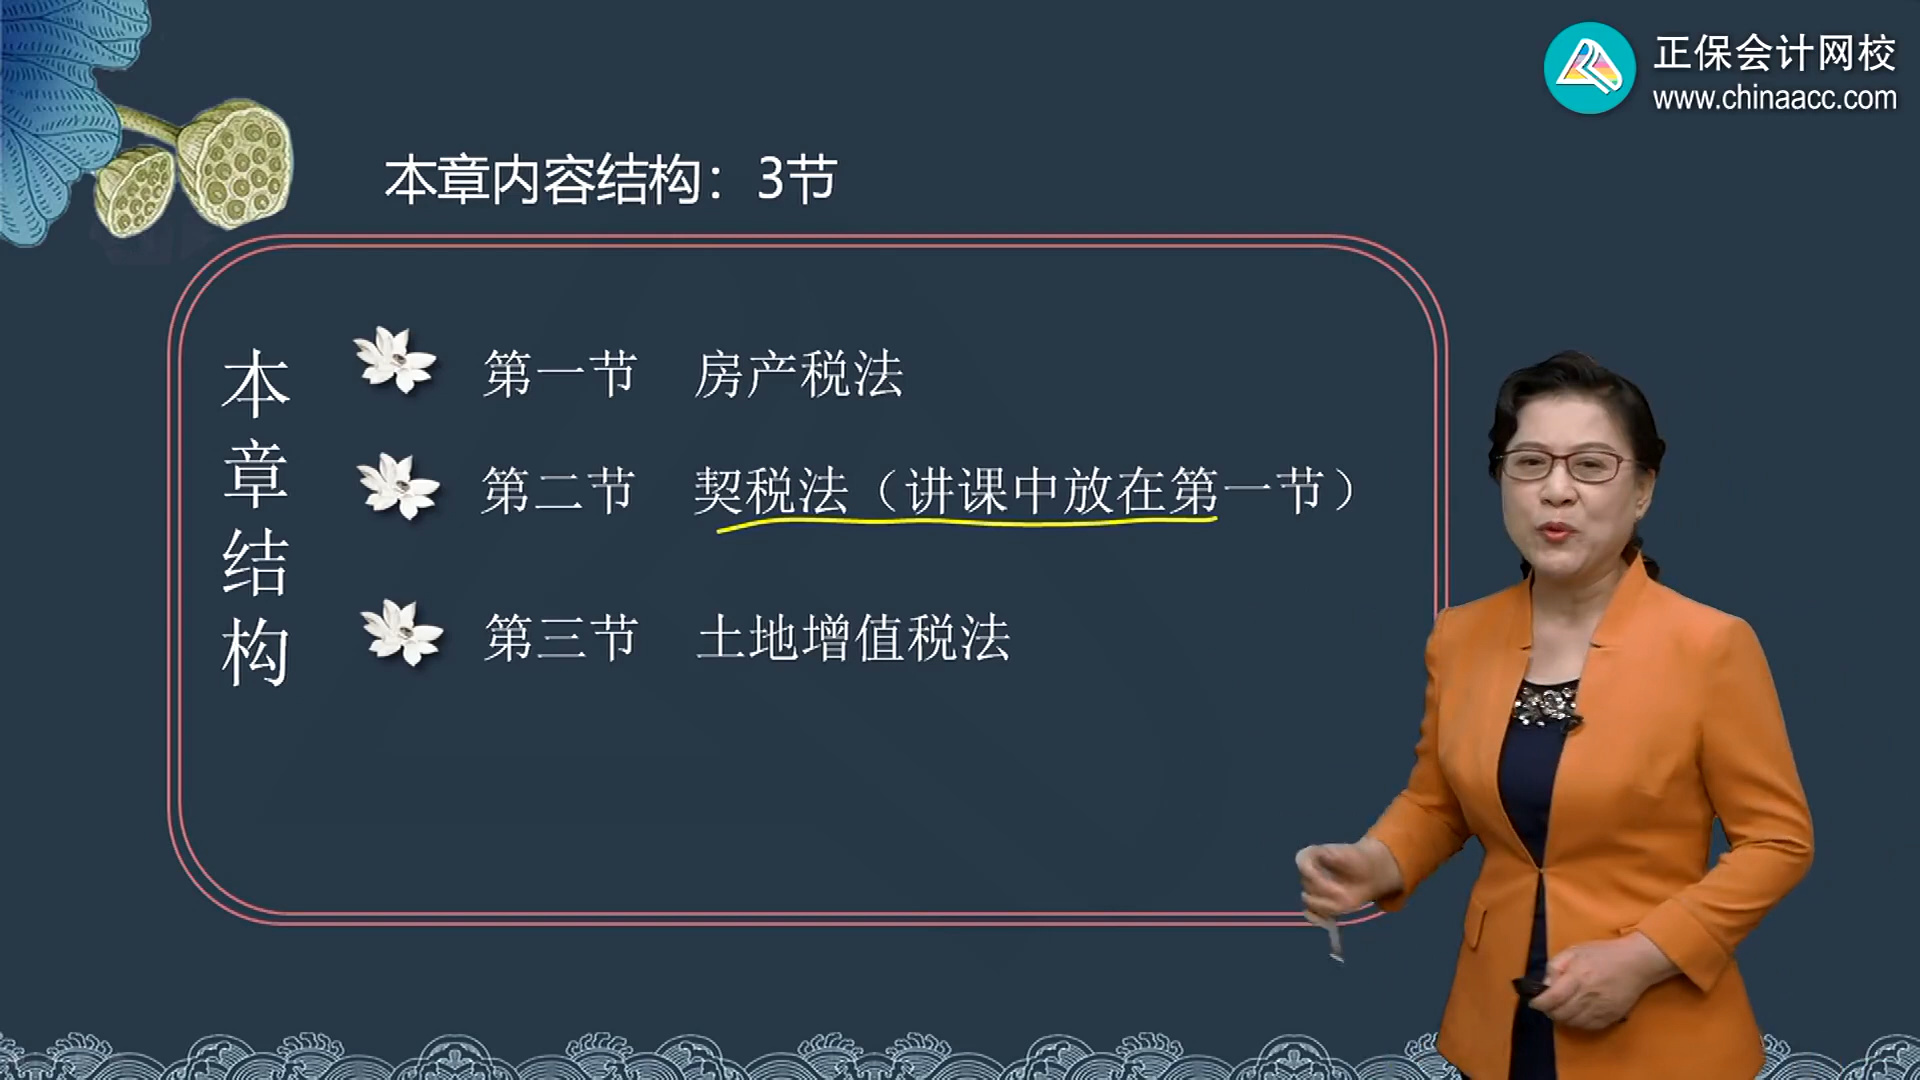 正保会计网校
www.chinaacc.com
本章内容结构：3节
本章结构
第一节 房产税法
第二节 契税法（讲课中放在第一节）
第三节 土地增值税法